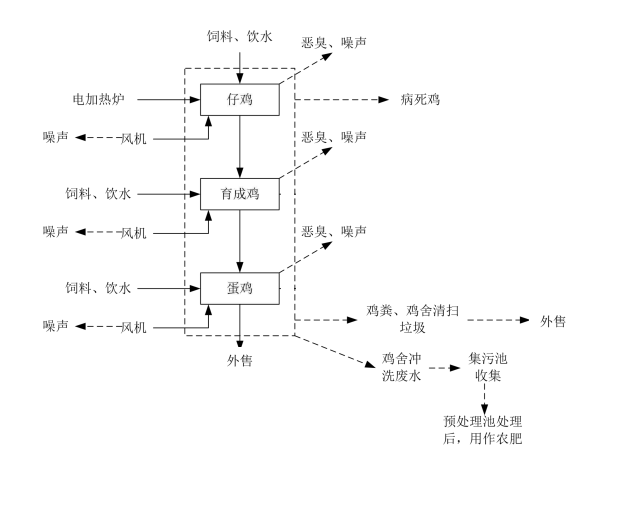 饲料、饮水
恶臭、噪声
电加热炉
仔鸡
病死鸡
噪声
风机
恶臭、噪声
饲料、饮水
育成鸡
噪声
风机
恶臭、噪声
饲料、饮水
蛋鸡
噪声
风机
鸡粪、鸡舍清扫
垃圾
外售
外售
鸡舍冲
洗废水
集污池
收集
预处理池处理
后，用作农肥